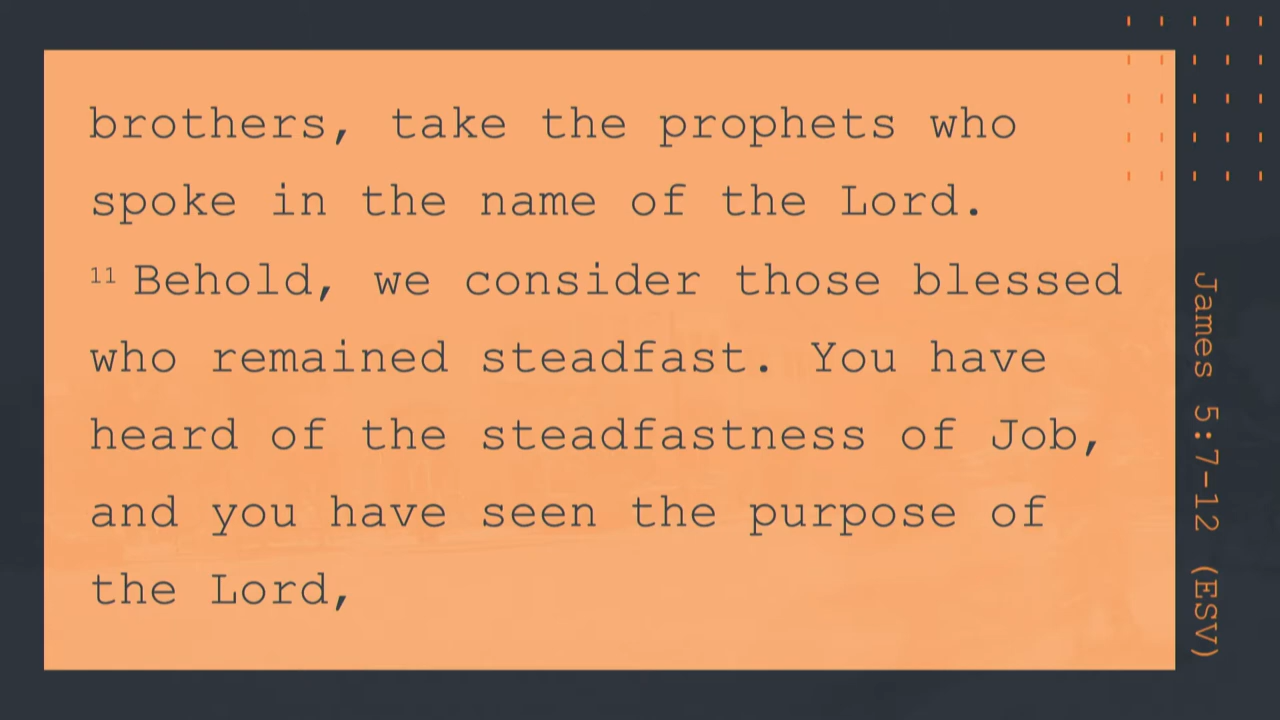 brothers, take the prophets who
spoke in the name of the Lord.
11 Behold, we consider those blessed
who remained steadfast. You have
heard of the steadfastness of Job,
and you have seen the purpose of
the Lord,
James 5:7–12 (ESV)